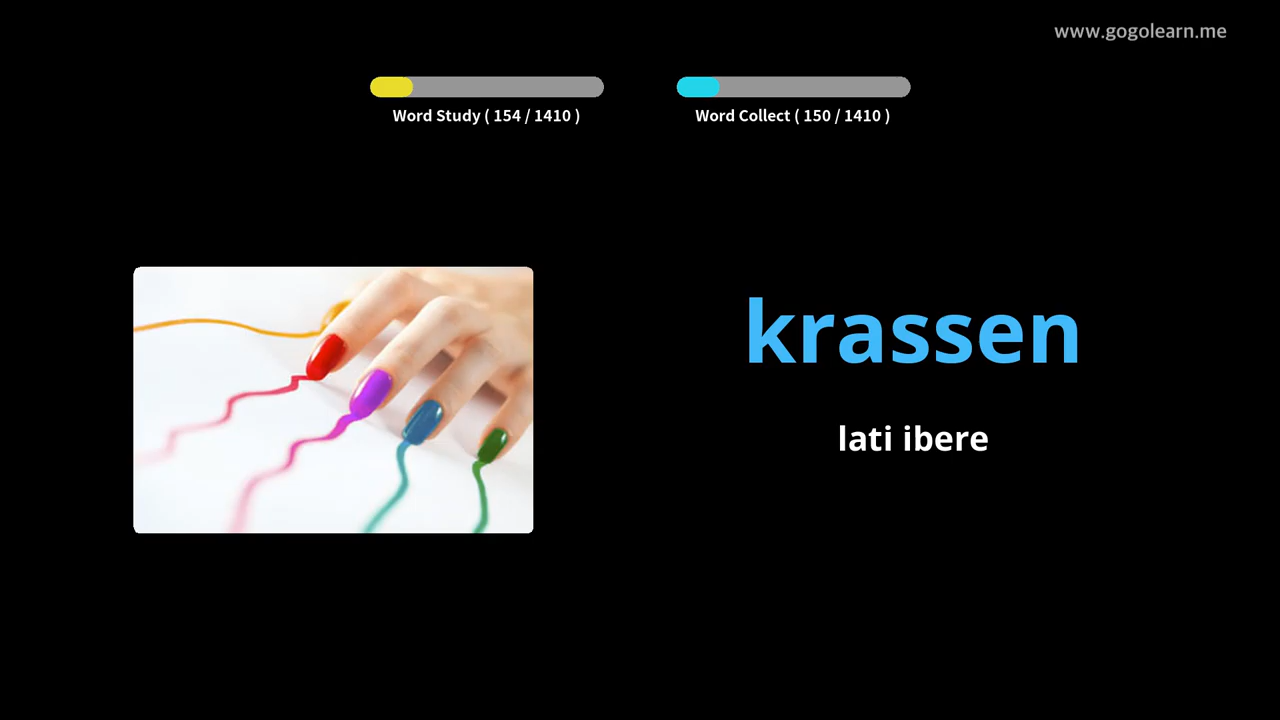 www.gogolearn.me
Word Study ( 154 / 1410 )
Word Collect ( 150 / 1410 )
krassen
lati ibere